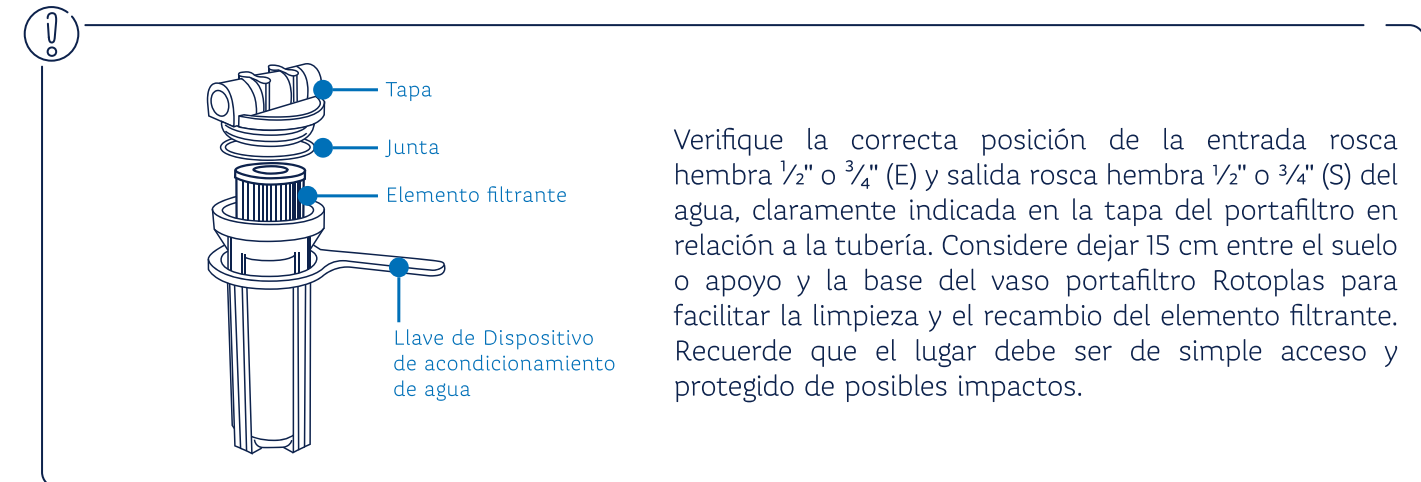 Tapa
Junta
Elemento filtrante
Llave de Dispositivo
de acondicionamiento
de agua
Verifique la correcta posición de la entrada rosca
hembra ½" o ¾" (E) y salida rosca hembra ½" o ¾" (S) del
agua, claramente indicada en la tapa del portafiltro en
relación a la tubería. Considere dejar 15 cm entre el suelo
o apoyo y la base del vaso portafiltro Rotoplas para
facilitar la limpieza y el recambio del elemento filtrante.
Recuerde que el lugar debe ser de simple acceso y
protegido de posibles impactos.